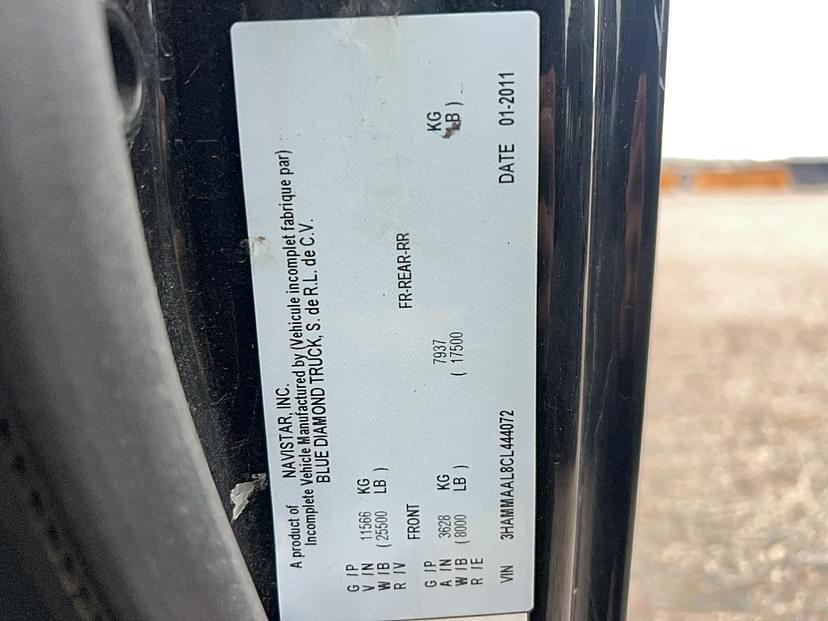 A product of NAVISTAR, INC.
Incomplete Vehicle Manufactured by (Vehicule incomplet fabrique par)
BLUE DIAMOND TRUCK, S. de R.L. de C.V.
G /P
V /IN 11566 KG
W /B ( 25500 LB )
R /V
FRONT FR-REAR-RR
G /P
A /IN 3628 KG 7937 KG
W /B ( 8000 LB ) ( 17500 LB )
R /E
VIN 3HAMMAAL8CL444072 DATE 01-2011